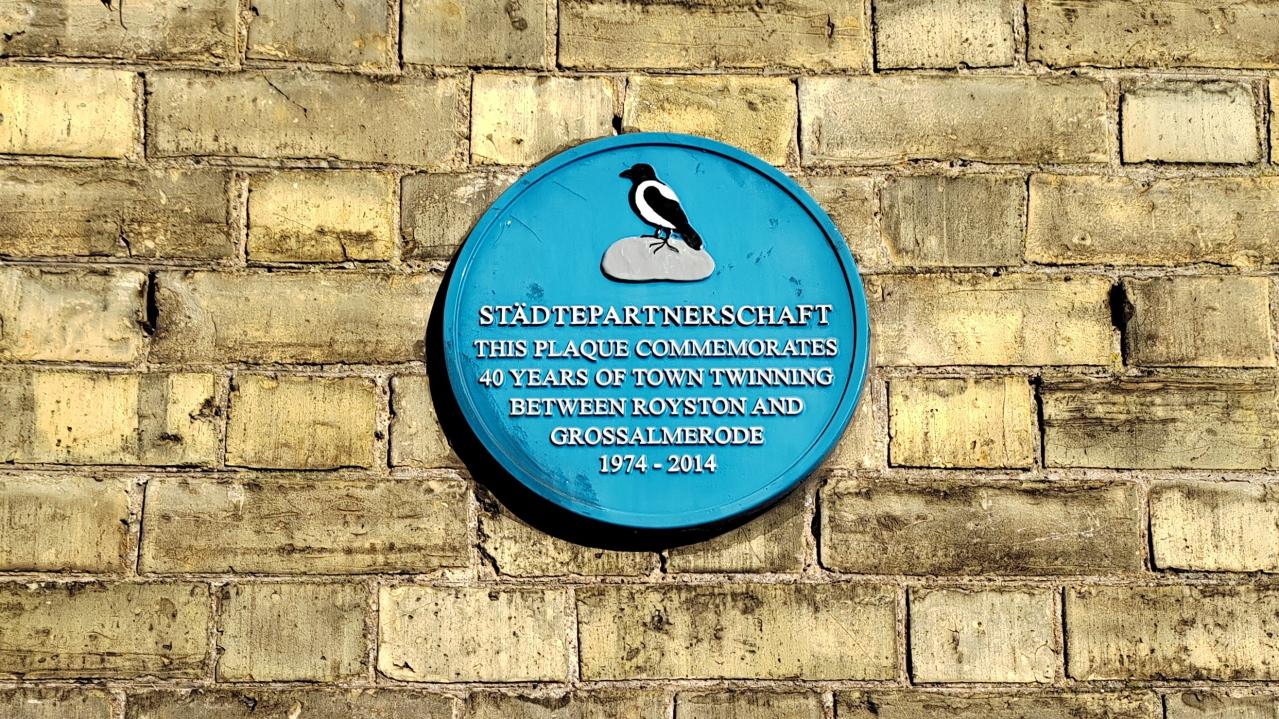 STÄDTEPARTNERSCHAFT
THIS PLAQUE COMMEMORATES
40 YEARS OF TOWN TWINNING
BETWEEN ROYSTON AND
GROSSALMERODE
1974 - 2014